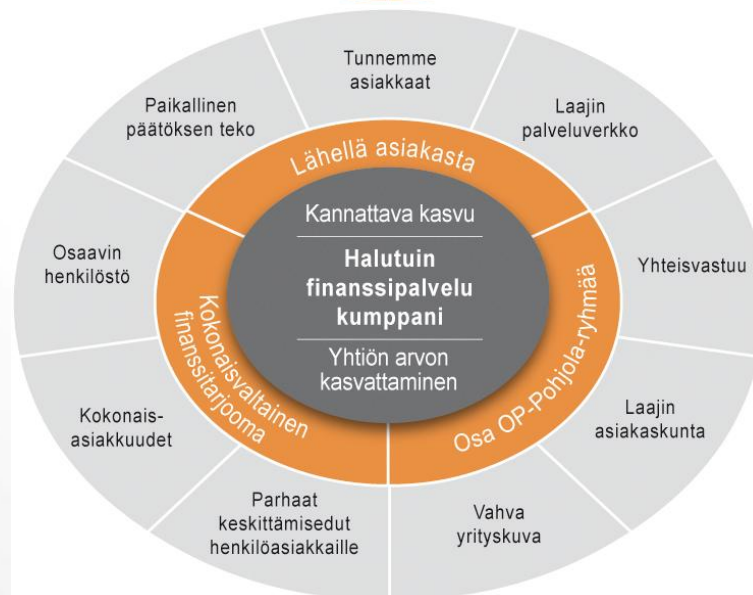 Tunnemme
asiakkaat
Paikallinen
päätöksen teko
Laajin
palveluverkko
Lähellä asiakasta
Kannattava kasvu
Osaavin
henkilöstö
Halutuin
finanssipalvelu
kumppani
Yhteisvastuu
Kokonaisvaltainen
finanssitarjooma
Yhtiön arvon
kasvattaminen
Osa OP-Pohjola-ryhmää
Kokonais-
asiakkuudet
Laajin
asiakaskunta
Parhaat
keskittämisedut
henkilöasiakkaille
Vahva
yrityskuva